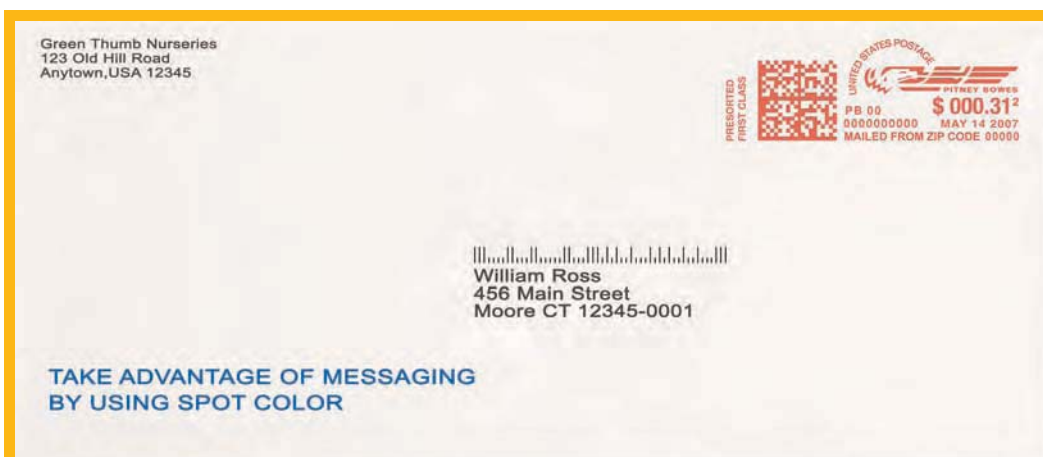 Green Thumb Nurseries
123 Old Hill Road
Anytown,USA 12345
PRESORTED
FIRST CLASS
UNITED STATES POSTAGE
PITNEY BOWES
PB 00
$ 000.31²
0000000000
MAY 14 2007
MAILED FROM ZIP CODE 00000
William Ross
456 Main Street
Moore CT 12345-0001
TAKE ADVANTAGE OF MESSAGING
BY USING SPOT COLOR